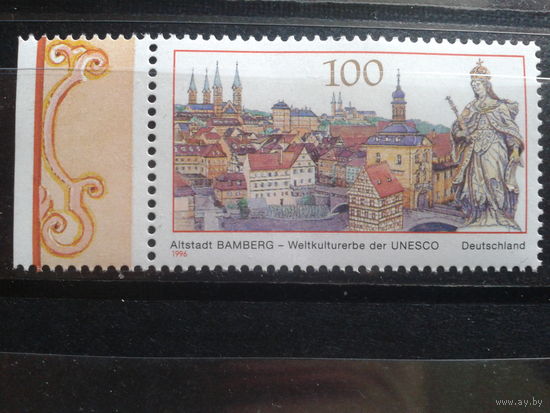 100
Altstadt BAMBERG – Weltkulturerbe der UNESCO Deutschland
1996
www.ay.by